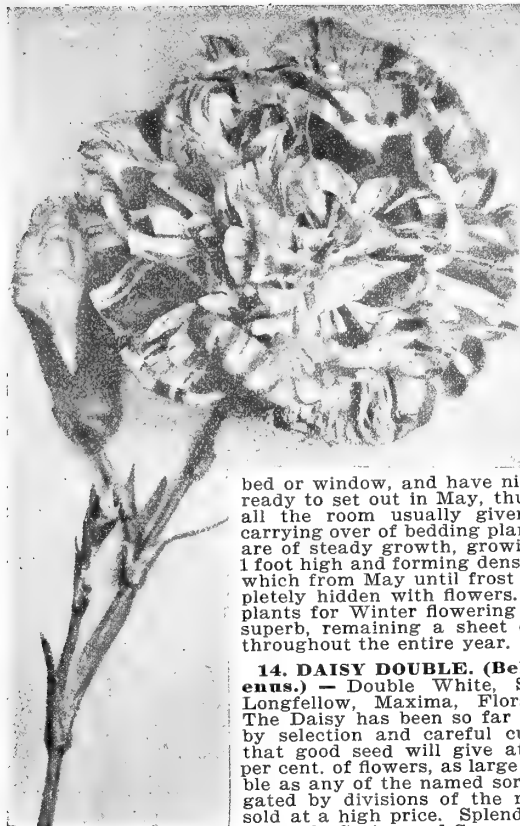 bed or window, and have ni
ready to set out in May, thu
all the room usually given
carrying over of bedding plan
are of steady growth, growi
1 foot high and forming dens
which from May until frost
pletely hidden with flowers.
plants for Winter flowering
superb, remaining a sheet
throughout the entire year.
14. DAISY DOUBLE. (Bel
enus.) — Double White, S
Longfellow, Maxima, Flor
The Daisy has been so far
by selection and careful cu
that good seed will give at
per cent. of flowers, as large
ble as any of the named sor
gated by divisions of the r
sold at a high price. Splend